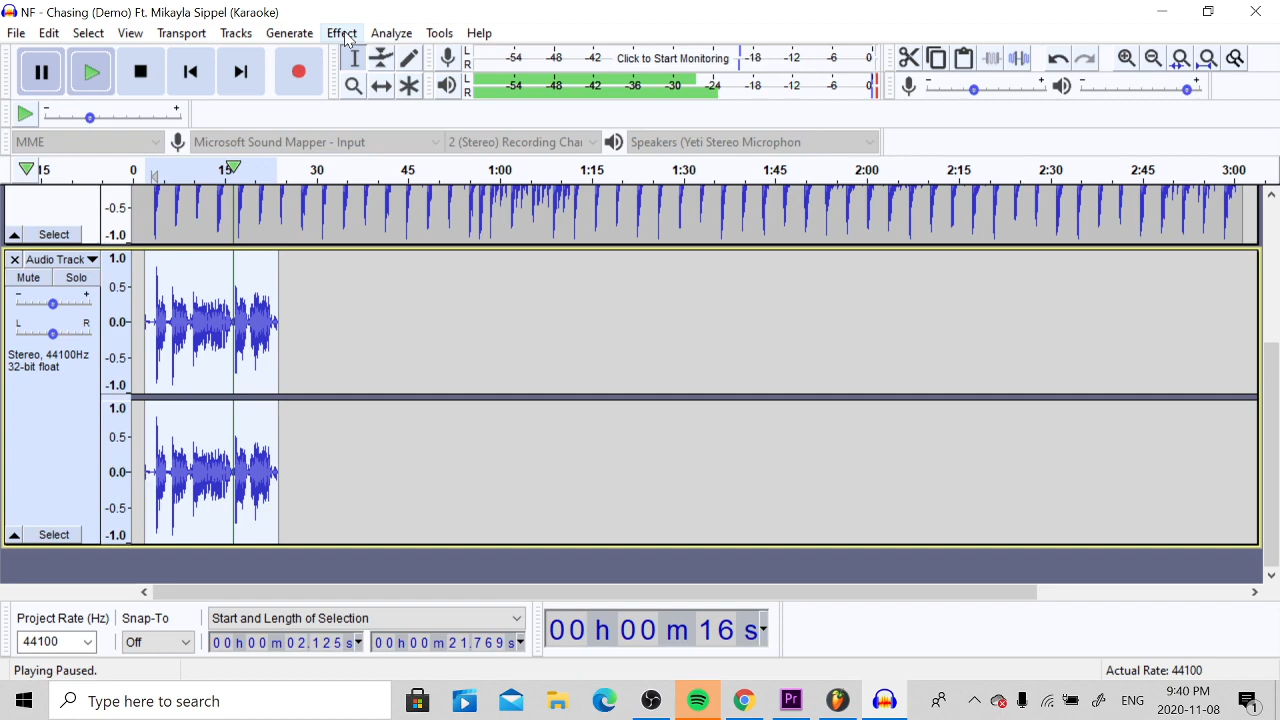 NF - Chasing (Demo) Ft. Mikayla Sippel (Karaoke)
File Edit Select View Transport Tracks Generate Effect Analyze Tools Help
L R -54 -48 -42 Click to Start Monitoring -18 -12 -6 0
L R -54 -48 -42 -36 -30 -24 -18 -12 -6 0
MME Microsoft Sound Mapper - Input 2 (Stereo) Recording Chai Speakers (Yeti Stereo Microphon
15 0 15 30 45 1:00 1:15 1:30 1:45 2:00 2:15 2:30 2:45 3:00
-0.5
Select -1.0
Audio Track 1.0
Mute Solo
0.5
L R 0.0
Stereo, 44100Hz
32-bit float
-0.5
-1.0
1.0
0.5
0.0
-0.5
Select -1.0
Project Rate (Hz) Snap-To Start and Length of Selection
44100 Off 00 h 00 m 02.125 s 00 h 00 m 21.769 s
00 h 00 m 16 s
Playing Paused. Actual Rate: 44100
Type here to search Pr ENG 9:40 PM
2020-11-08 1